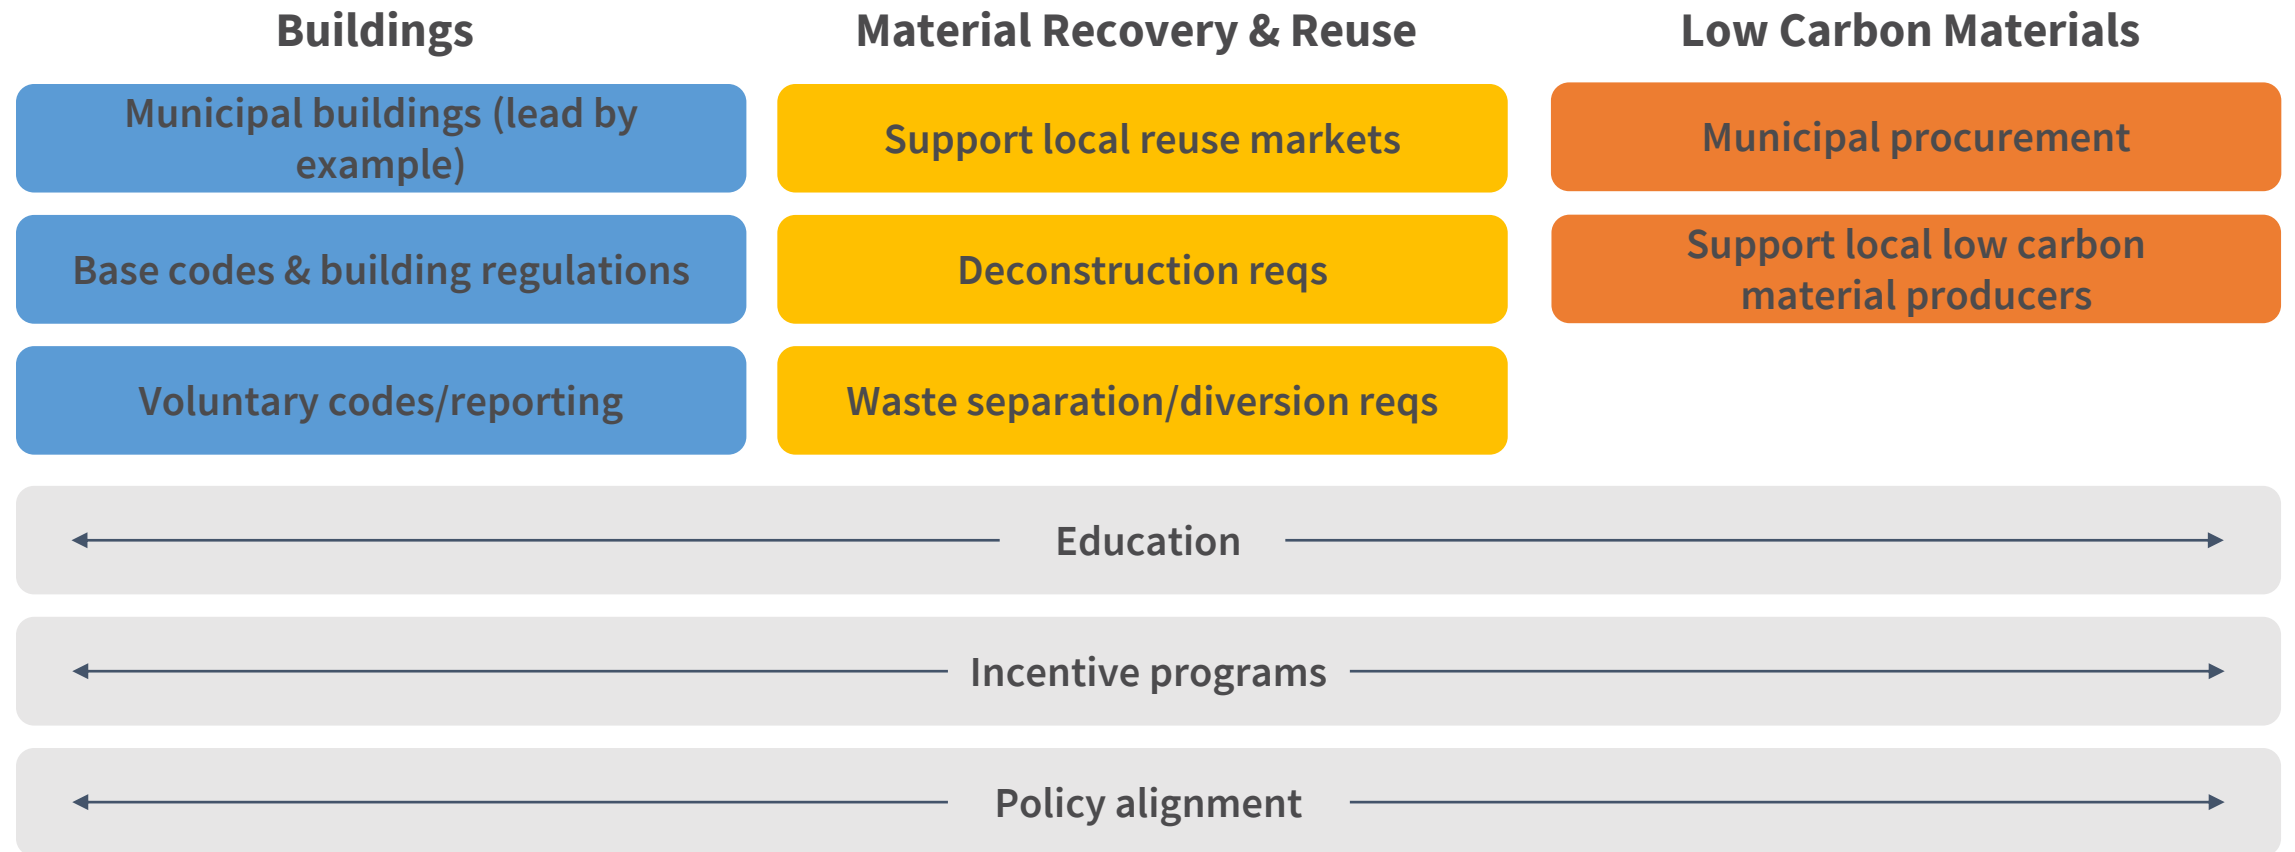 Buildings
Material Recovery & Reuse
Low Carbon Materials
Municipal buildings (lead by
example)
Support local reuse markets
Municipal procurement
Base codes & building regulations
Deconstruction reqs
Support local low carbon
material producers
Voluntary codes/reporting
Waste separation/diversion reqs
Education
Incentive programs
Policy alignment